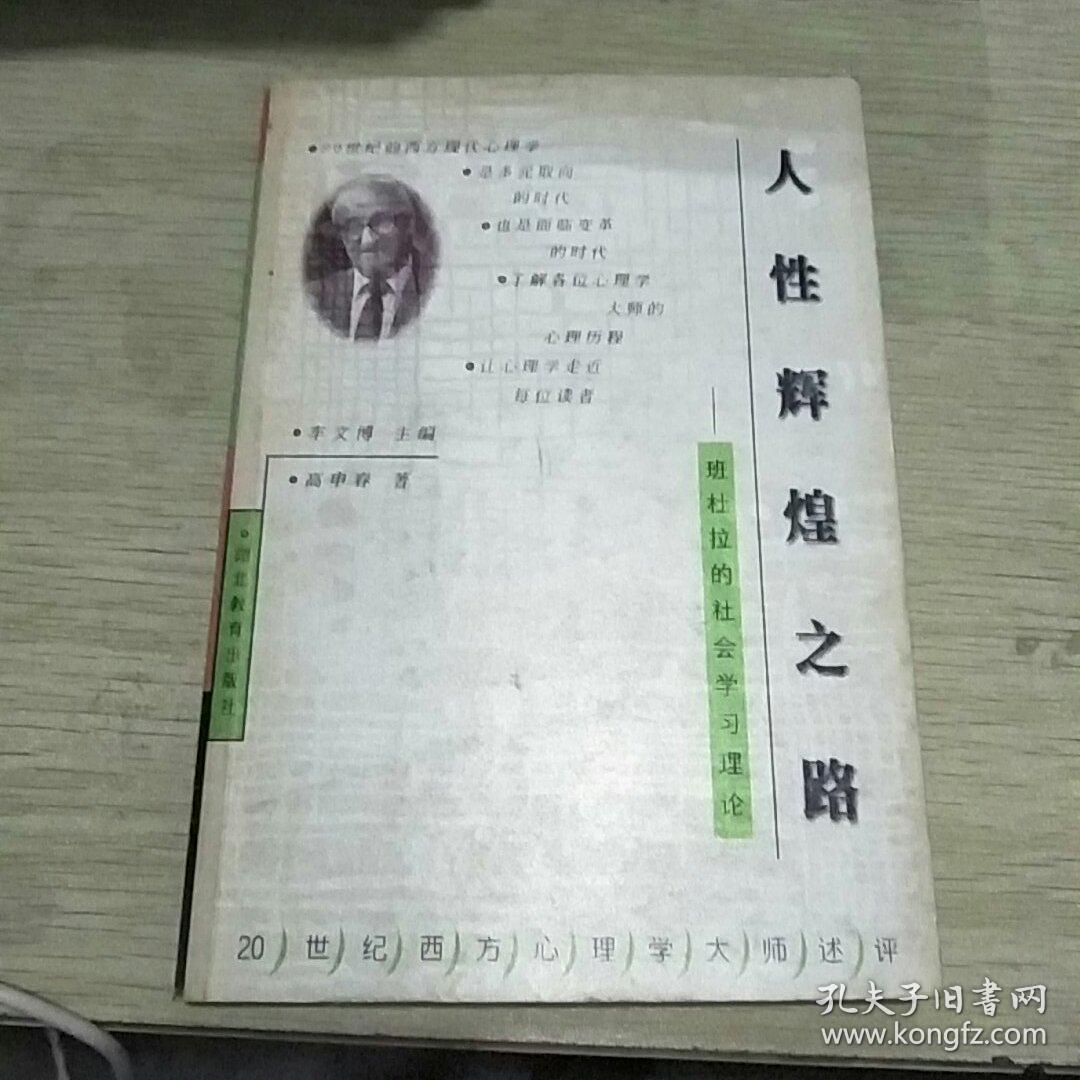 人性辉煌之路
——班杜拉的社会学习理论
•20世纪的西方现代心理学
•是多元取向
的时代
•也是面临变革
的时代
•了解各位心理学
大师的
心理历程
•让心理学走近
每位读者
•车文博 主编
•高申春 著
•湖北教育出版社
20世纪西方心理学大师述评
孔夫子旧書网
www.kongfz.com